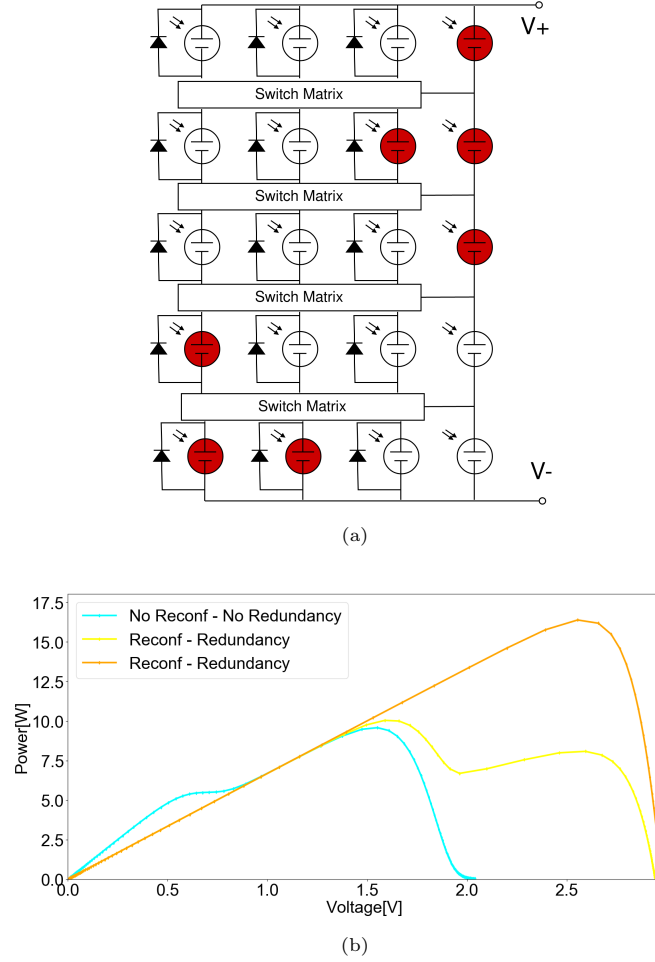 V+
Switch Matrix
Switch Matrix
Switch Matrix
Switch Matrix
V-
(a)
17.5
15.0
12.5
10.0
7.5
5.0
2.5
0.0
Power[W]
No Reconf - No Redundancy
Reconf - Redundancy
Reconf - Redundancy
0.0 0.5 1.0 1.5 2.0 2.5
Voltage[V]
(b)